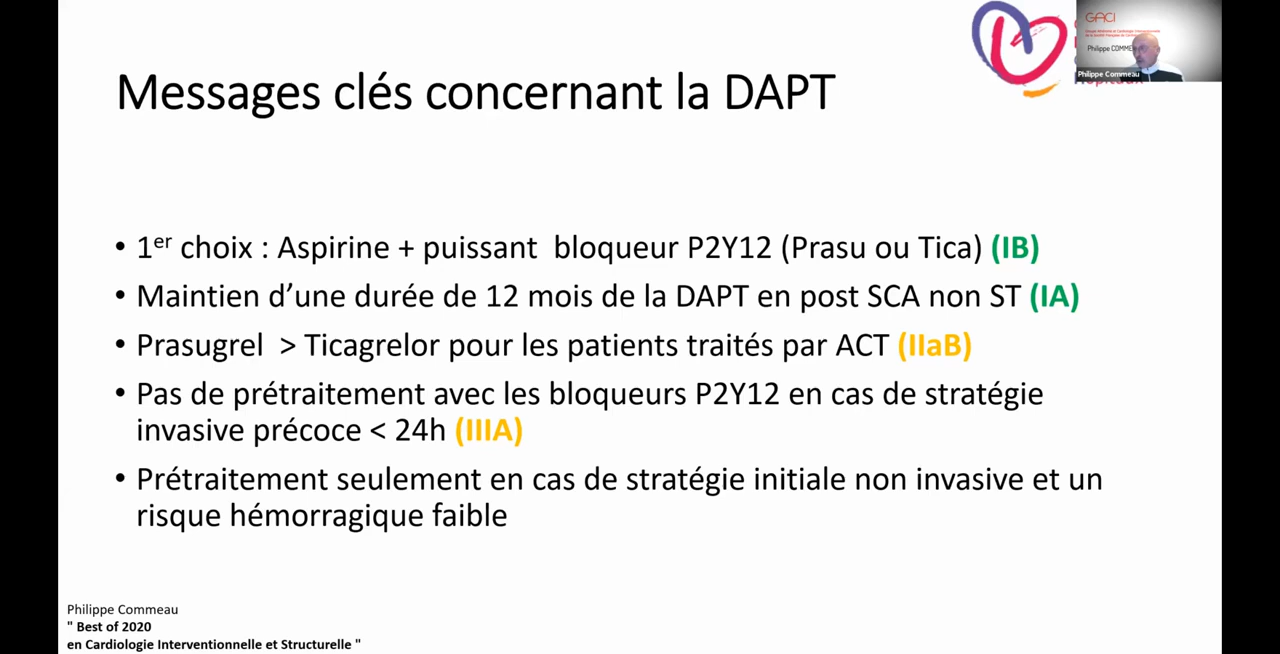 Messages clés concernant la DAPT
• 1er choix : Aspirine + puissant bloqueur P2Y12 (Prasu ou Tica) (IB)
• Maintien d’une durée de 12 mois de la DAPT en post SCA non ST (IA)
• Prasugrel > Ticagrelor pour les patients traités par ACT (IIaB)
• Pas de prétraitement avec les bloqueurs P2Y12 en cas de stratégie
invasive précoce < 24h (IIIA)
• Prétraitement seulement en cas de stratégie initiale non invasive et un
risque hémorragique faible
Philippe Commeau
" Best of 2020
en Cardiologie Interventionnelle et Structurelle "
GACI
Philippe COMME
Philippe Commeau